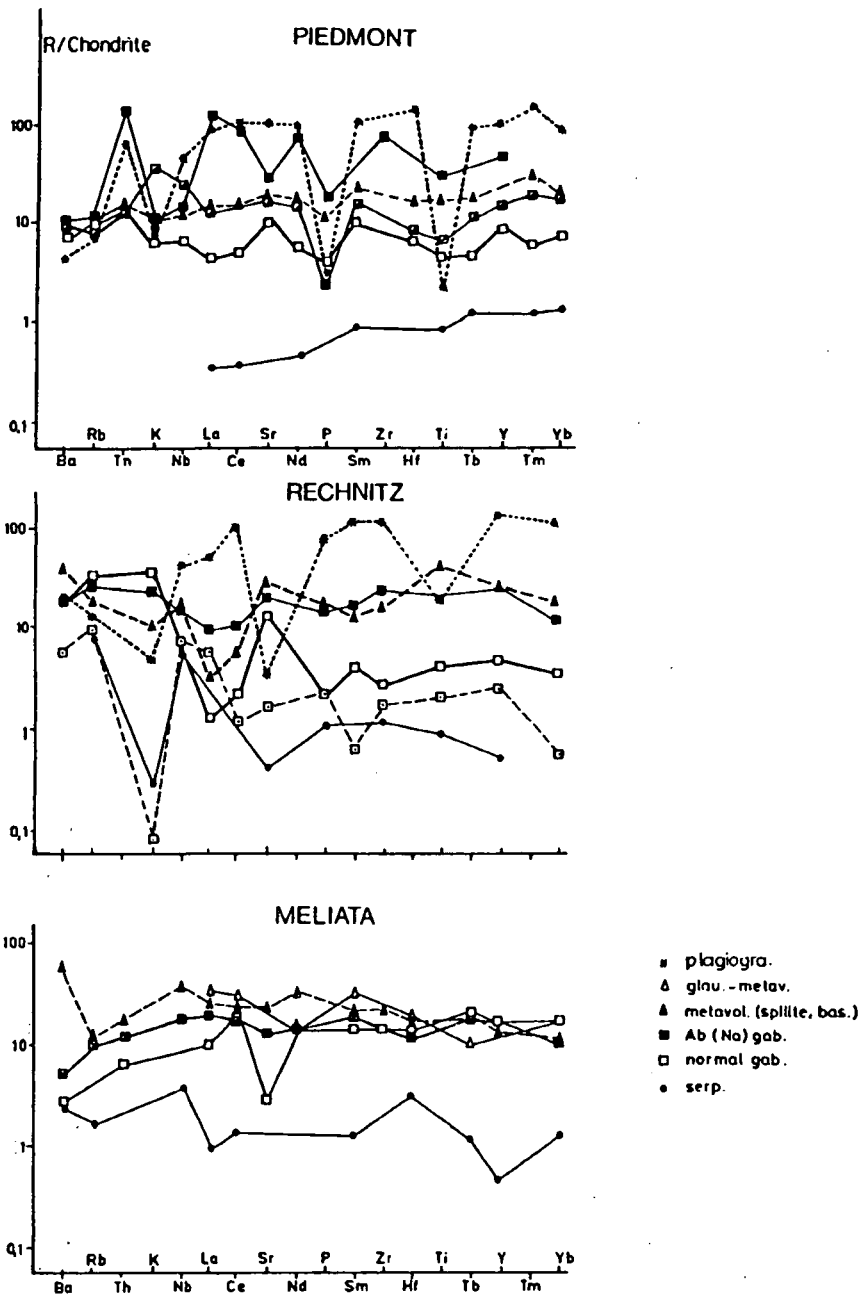 PIEDMONT
R/Chondrite
100
10
1
0,1
Rb K La Sr P Zr Ti Y Yb
Ba Tn Nb Ce Nd Sm Hf Tb Tm
RECHNITZ
100
10
1
0,1
MELIATA
100
10
1
0,1
Rb K La Sr P Zr Ti Y Yb
Ba Th Nb Ce Nd Sm Hf Tb Tm
plagioyra.
glau.-metav.
metavol. (spilite, bas.)
Ab (Na) gab.
normal gab.
serp.